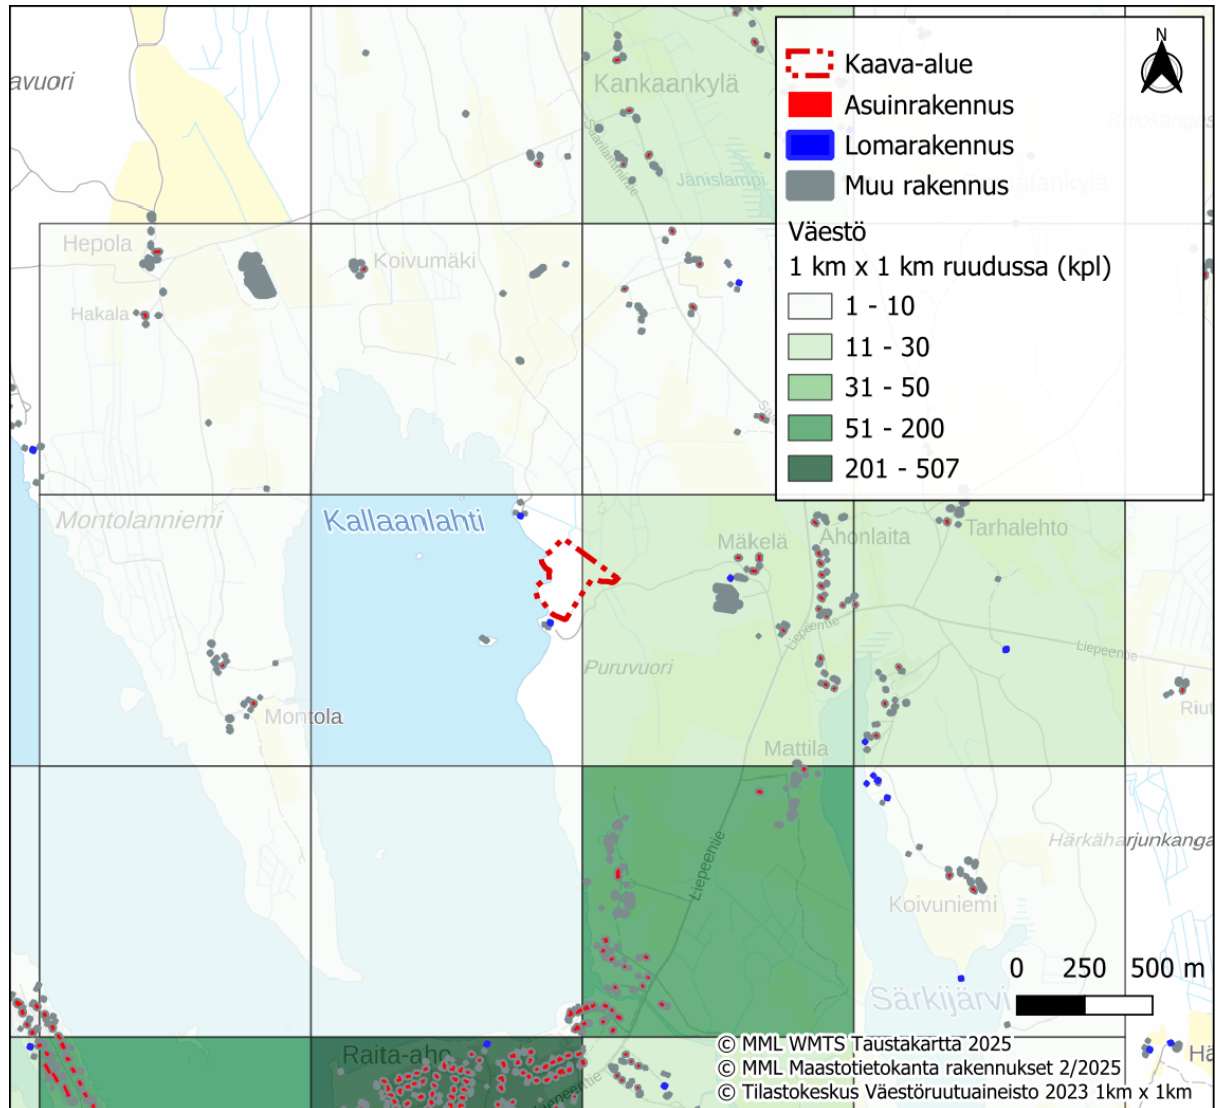 avuori
Kankaankylä
Saarilammintie
Jänislampi
Hepola
Koivumäki
Hakala
Montolanniemi
Kallaanlahti
Mäkelä
Ahonlaita
Tarhalehto
Liepeentie
Liepeentie
Puruvuori
Riut
Montola
Mattila
Härkäharjunkanga
Liepeentie
Koivuniemi
Särkijärvi
Raita-aho
Hä
N
Kaava-alue
Asuinrakennus
Lomarakennus
Muu rakennus
Väestö
1 km x 1 km ruudussa (kpl)
1 - 10
11 - 30
31 - 50
51 - 200
201 - 507
0 250 500 m
© MML WMTS Taustakartta 2025
© MML Maastotietokanta rakennukset 2/2025
© Tilastokeskus Väestöruutuaineisto 2023 1km x 1km